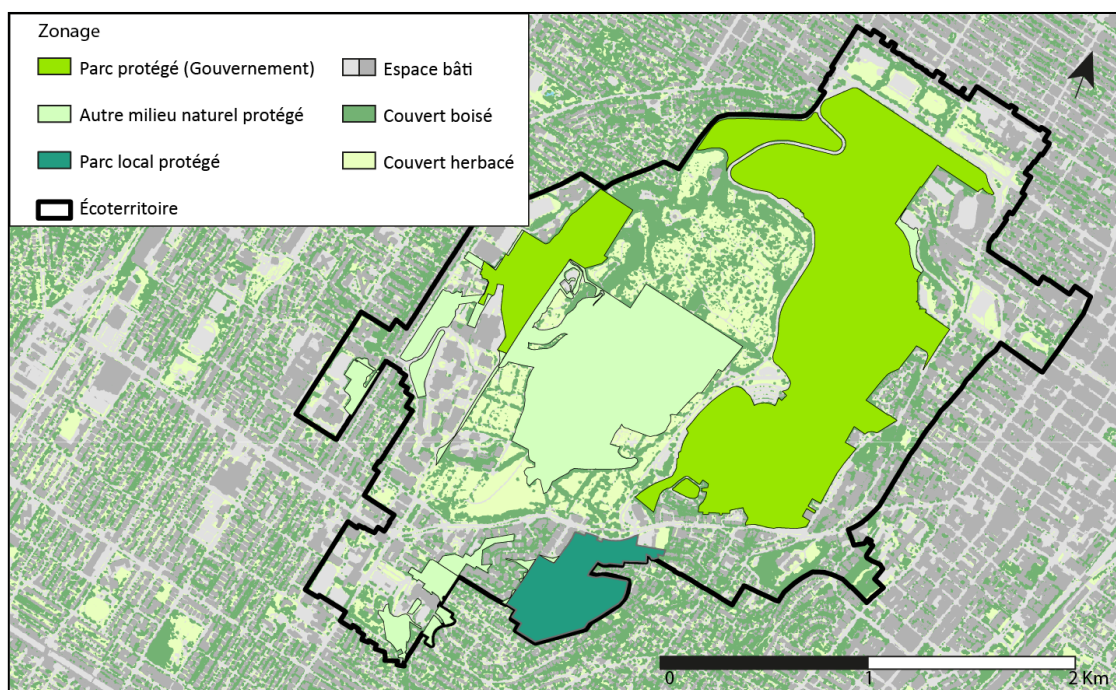 Zonage
Parc protégé (Gouvernement)
Espace bâti
Autre milieu naturel protégé
Couvert boisé
Parc local protégé
Couvert herbacé
Écoterritoire
0 1 2 Km